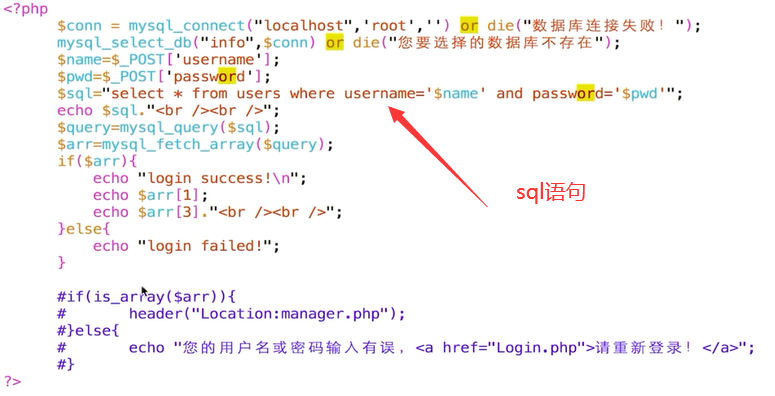 <?php
$conn = mysql_connect("localhost",'root','') or die("数据库连接失败！");
mysql_select_db("info",$conn) or die("您要选择的数据库不存在");
$name=$_POST['username'];
$pwd=$_POST['password'];
$sql="select * from users where username='$name' and password='$pwd'";
echo $sql."<br /><br />";
$query=mysql_query($sql);
$arr=mysql_fetch_array($query);
if($arr){
echo "login success!\n";
echo $arr[1];
echo $arr[3]."<br /><br />";
}else{
echo "login failed!";
}
sql语句
#if(is_array($arr)){
# header("Location:manager.php");
#}else{
# echo "您的用户名或密码输入有误，<a href="Login.php">请重新登录！</a>";
#}
?>